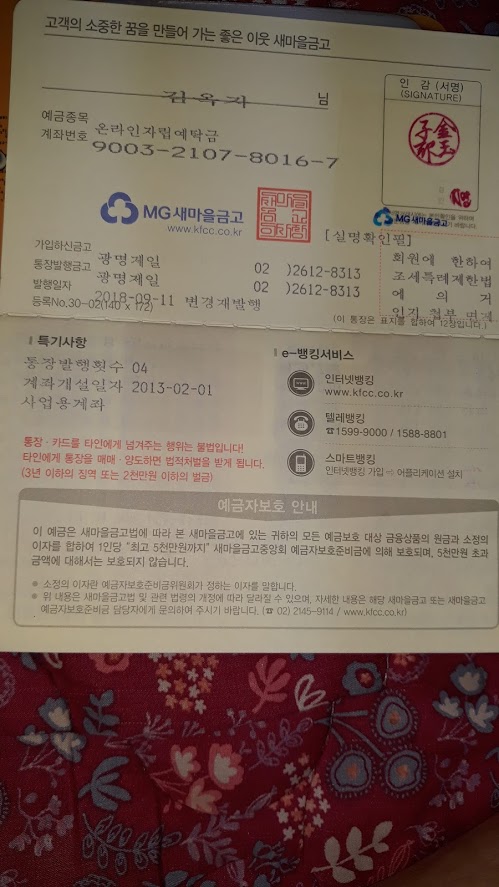 고객의 소중한 꿈을 만들어 가는 좋은 이웃 새마을금고
김옥자 님
인 감 (서명)
(SIGNATURE)
예금종목 온라인자립예탁금
계좌번호 9003-2107-8016-7
MG새마을금고
www.kfcc.co.kr
MG새마을금고
[실명확인필]
가입하신금고 광명제일 02 )2612-8313
통장발행금고 광명제일 02 )2612-8313
발행일자 2018-09-11 변경재발행
등록No.30-02(140 x 172)
회원에 한하여
조세특례제한법
에 의거
인지 첨부 면제
(이 통장은 표지를 합하여 12장입니다.)
특기사항
통장발행횟수 04
계좌개설일자 2013-02-01
사업용계좌
통장·카드를 타인에게 넘겨주는 행위는 불법입니다!
타인에게 통장을 매매·양도하면 법적처벌을 받게 됩니다.
(3년 이하의 징역 또는 2천만원 이하의 벌금)
e-뱅킹서비스
인터넷뱅킹
www.kfcc.co.kr
텔레뱅킹
☎1599-9000 / 1588-8801
스마트뱅킹
인터넷뱅킹 가입 ⇨ 어플리케이션 설치
예금자보호 안내
이 예금은 새마을금고법에 따라 본 새마을금고에 있는 귀하의 모든 예금보호 대상 금융상품의 원금과 소정의
이자를 합하여 1인당 "최고 5천만원까지" 새마을금고중앙회 예금자보호준비금에 의해 보호되며, 5천만원 초과
금액에 대해서는 보호되지 않습니다.
● 소정의 이자란 예금자보호준비금위원회가 정하는 이자를 말합니다.
● 위 내용은 새마을금고법 및 관련 법령의 개정에 따라 달라질 수 있으며, 자세한 내용은 해당 새마을금고 또는 새마을금고
예금자보호준비금 담당자에게 문의하여 주시기 바랍니다. (☎ 02) 2145-9114 / www.kfcc.co.kr)